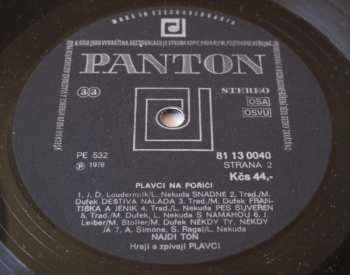 MADE IN CZECHOSLOVAKIA
PANTON
STEREO
OSA
OSVU
PE 532
℗ 1978
81 13 0040
STRANA 2
PLAVCI NA POŘÍČÍ
Kčs 44,-
1. J. D. Loudermilk/L. Nekuda SNADNÉ 2. Trad./M.
Dufek DEŠTIVÁ NÁLADA 3. Trad./M. Dufek FRAN-
TIŠKA A JENÍK 4. Trad./L. Nekuda PES SUVERÉN
5. Trad./M. Dufek, L. Nekuda S NÁMAHOU 6. J.
Leiber/M. Stoller/M. Dufek NĚKDY TY, NĚKDY
JÁ 7. A. Simone, S. Ragal/L. Nekuda
NAJDI TÓN
Hrají a zpívají PLAVCI